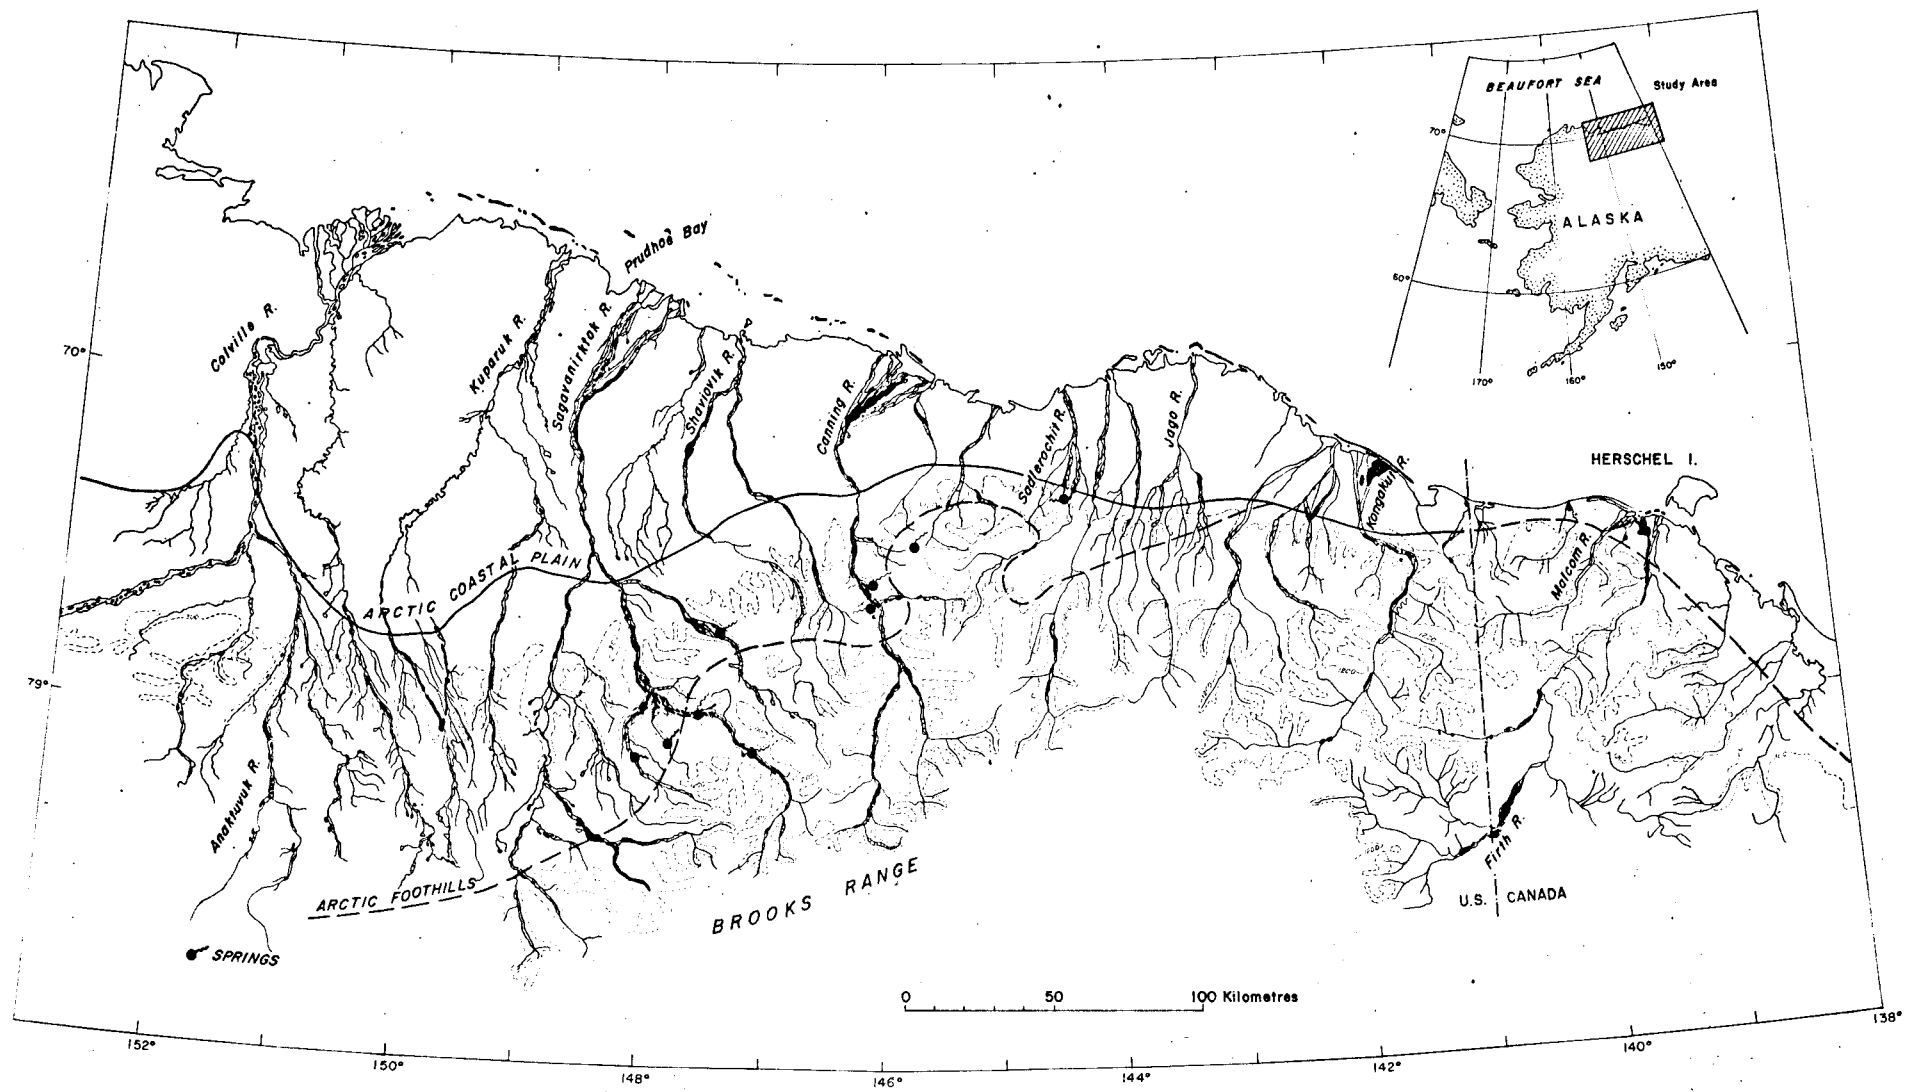 BEAUFORT SEA
Study Area
70°
ALASKA
60°
170°
160°
150°
Prudhoe Bay
Colville R.
Kuparuk R.
Sagavanirktok R.
Shaviovik R.
Canning R.
Sadlerochit R.
Jago R.
Kongakut R.
HERSCHEL I.
Malcom R.
70°
ARCTIC COASTAL PLAIN
79°
Anaktuvuk R.
Firth R.
ARCTIC FOOTHILLS
BROOKS RANGE
U.S. CANADA
SPRINGS
0 50 100 Kilometres
152°
150°
148°
146°
144°
142°
140°
138°